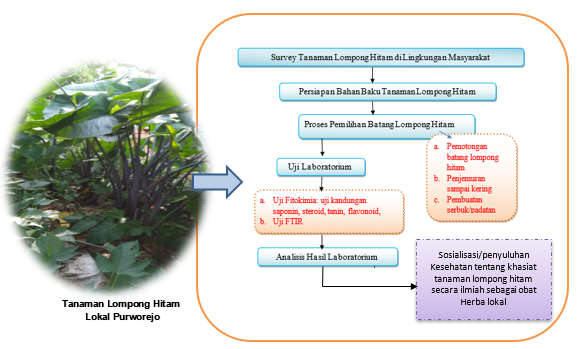 Survey Tanaman Lompong Hitam di Lingkungan Masyarakat
Persiapan Bahan Baku Tanaman Lompong Hitam
Proses Pemilihan Batang Lompong Hitam
a. Pemotongan
batang lompong
hitam
b. Penjemuran
sampai kering
c. Pembuatan
serbuk/padatan
Uji Laboratorium
a. Uji Fitokimia: uji kandungan
saponin, steroid, tanin, flavonoid,
b. Uji FTIR
Analisis Hasil Laboratorium
Sosialisasi/penyuluhan
Kesehatan tentang khasiat
tanaman lompong hitam
secara ilmiah sebagai obat
Herba lokal
Tanaman Lompong Hitam
Lokal Purworejo